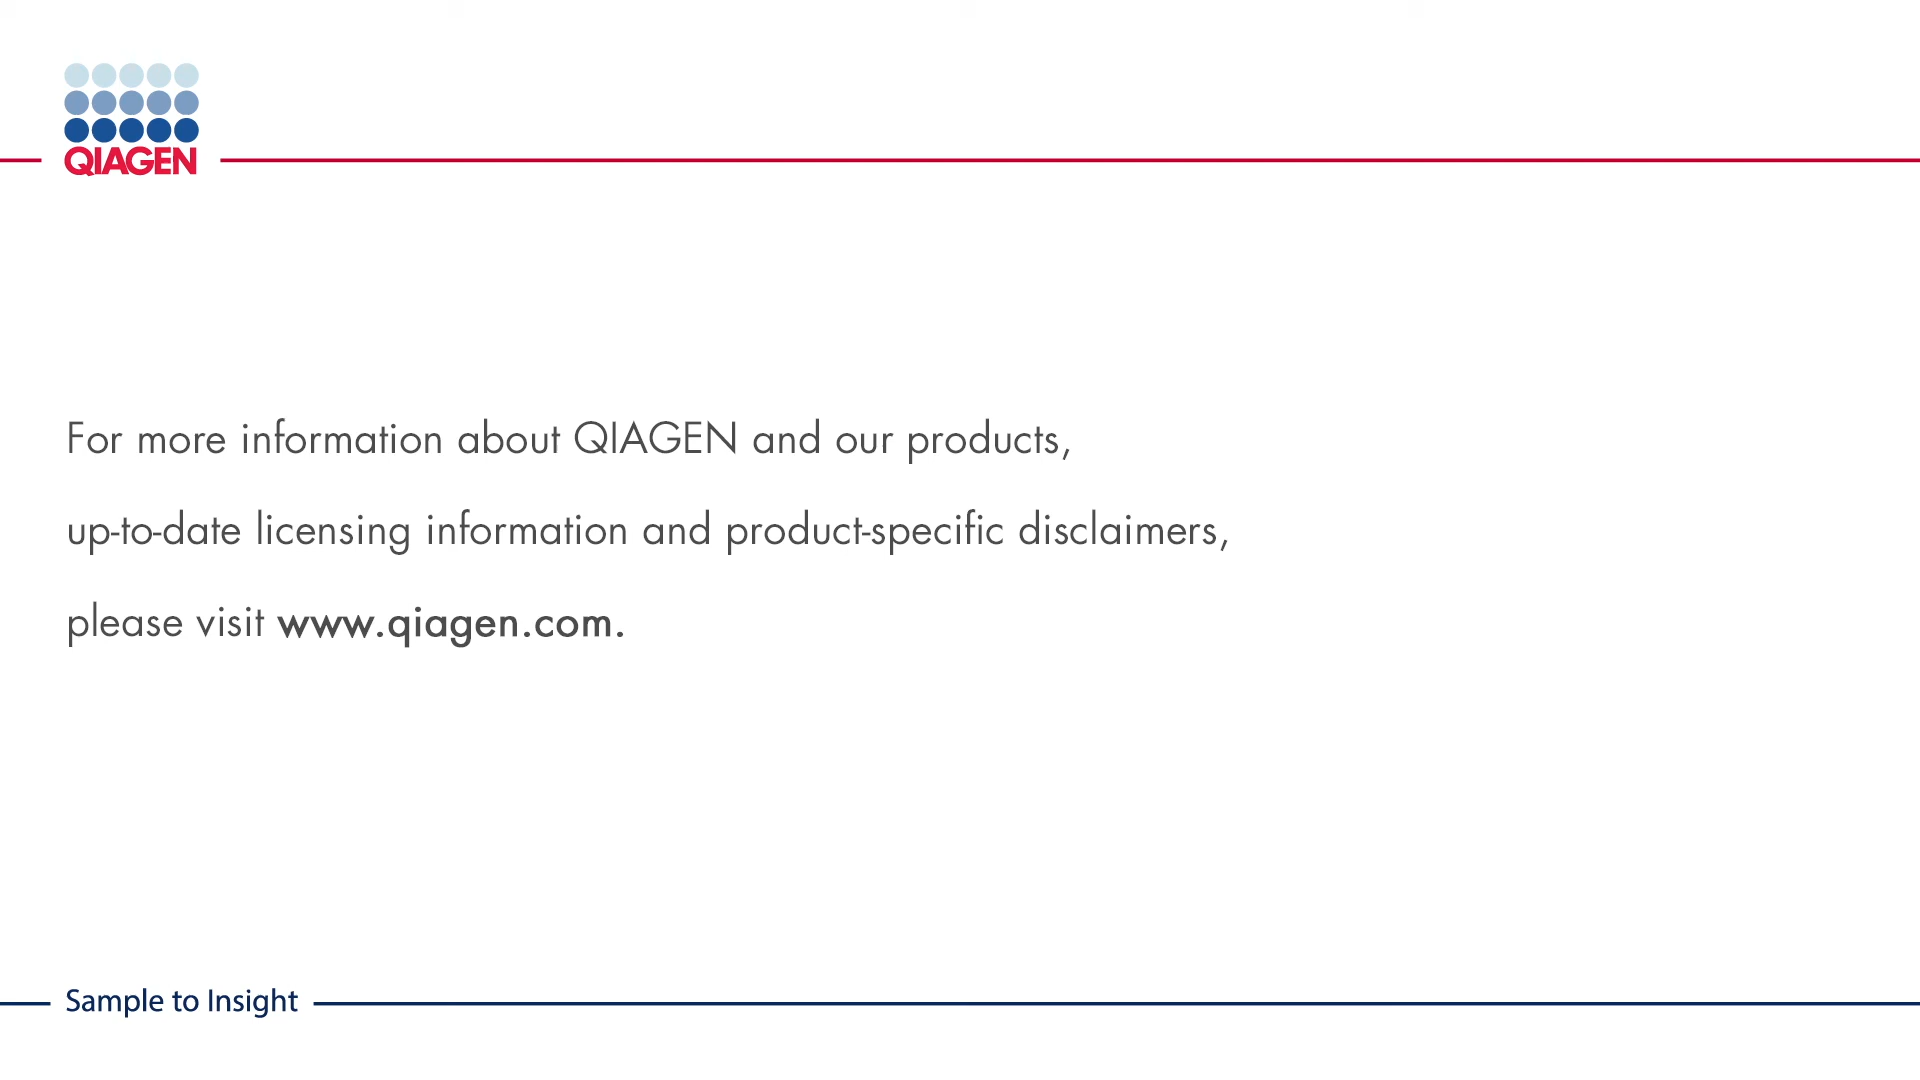 QIAGEN
For more information about QIAGEN and our products,
up-to-date licensing information and product-specific disclaimers,
please visit www.qiagen.com.
Sample to Insight